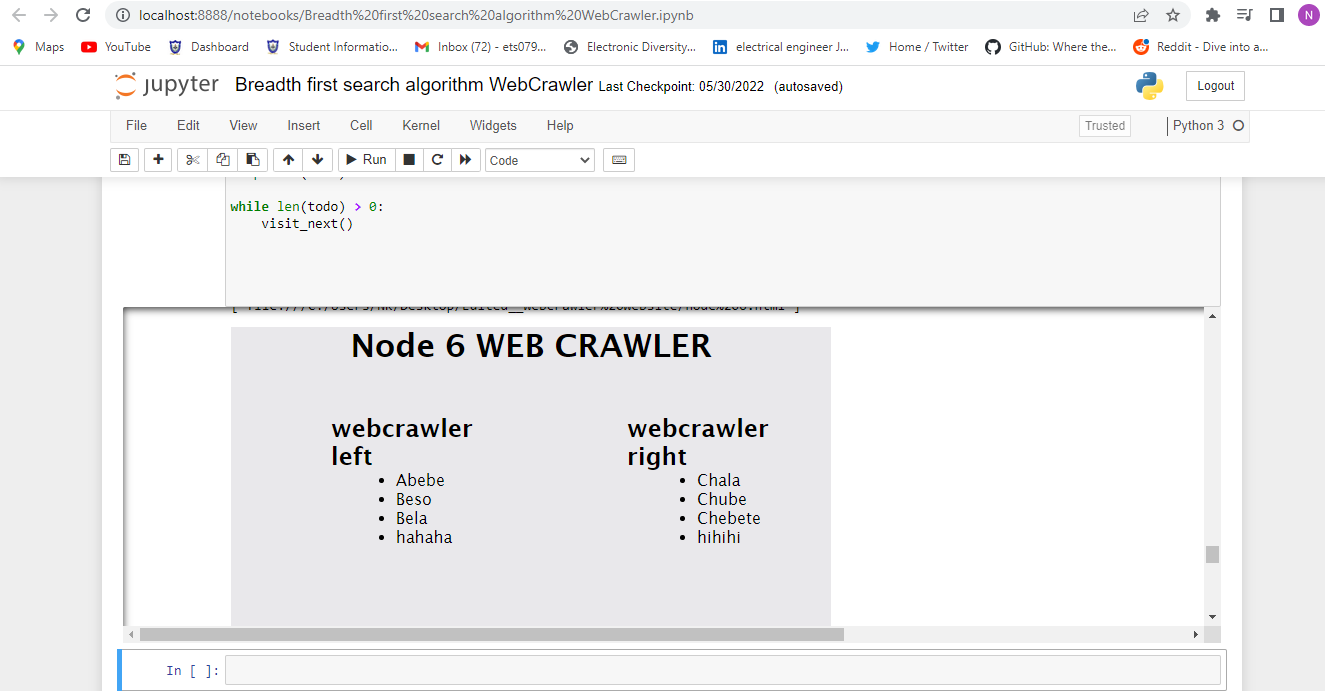 localhost:8888/notebooks/Breadth%20first%20search%20algorithm%20WebCrawler.ipynb
N
Maps YouTube Dashboard Student Informatio... Inbox (72) - ets079... Electronic Diversity... electrical engineer J... Home / Twitter GitHub: Where the... Reddit - Dive into a...
jupyter Breadth first search algorithm WebCrawler Last Checkpoint: 05/30/2022 (autosaved) Logout
File Edit View Insert Cell Kernel Widgets Help Trusted Python 3
Run Code
while len(todo) > 0:
visit_next()
Node 6 WEB CRAWLER
webcrawler
left
Abebe
Beso
Bela
hahaha
webcrawler
right
Chala
Chube
Chebete
hihihi
In [ ]: